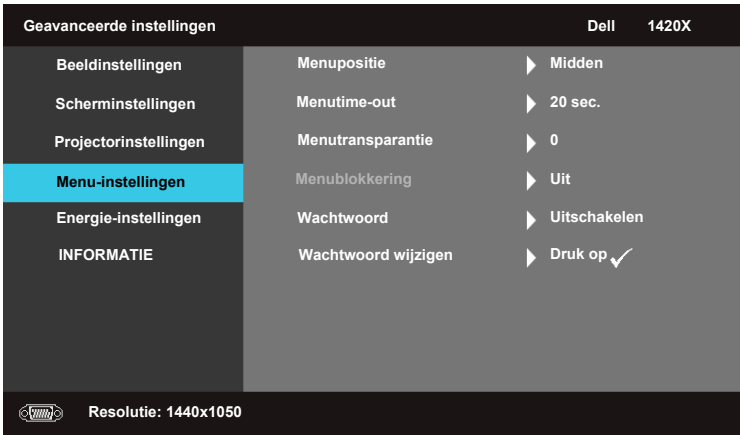 Geavanceerde instellingen Dell 1420X
Beeldinstellingen Menupositie Midden
Scherminstellingen Menutime-out 20 sec.
Projectorinstellingen Menutransparantie 0
Menu-instellingen Menublokkering Uit
Energie-instellingen Wachtwoord Uitschakelen
INFORMATIE Wachtwoord wijzigen Druk op
Resolutie: 1440x1050